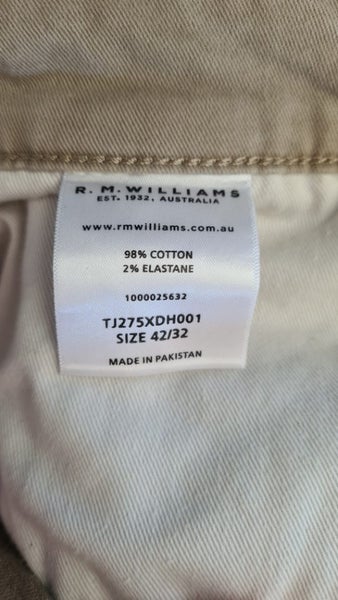 R.M.WILLIAMS
EST. 1932, AUSTRALIA
www.rmwilliams.com.au
98% COTTON
2% ELASTANE
1000025632
TJ275XDH001
SIZE 42/32
MADE IN PAKISTAN